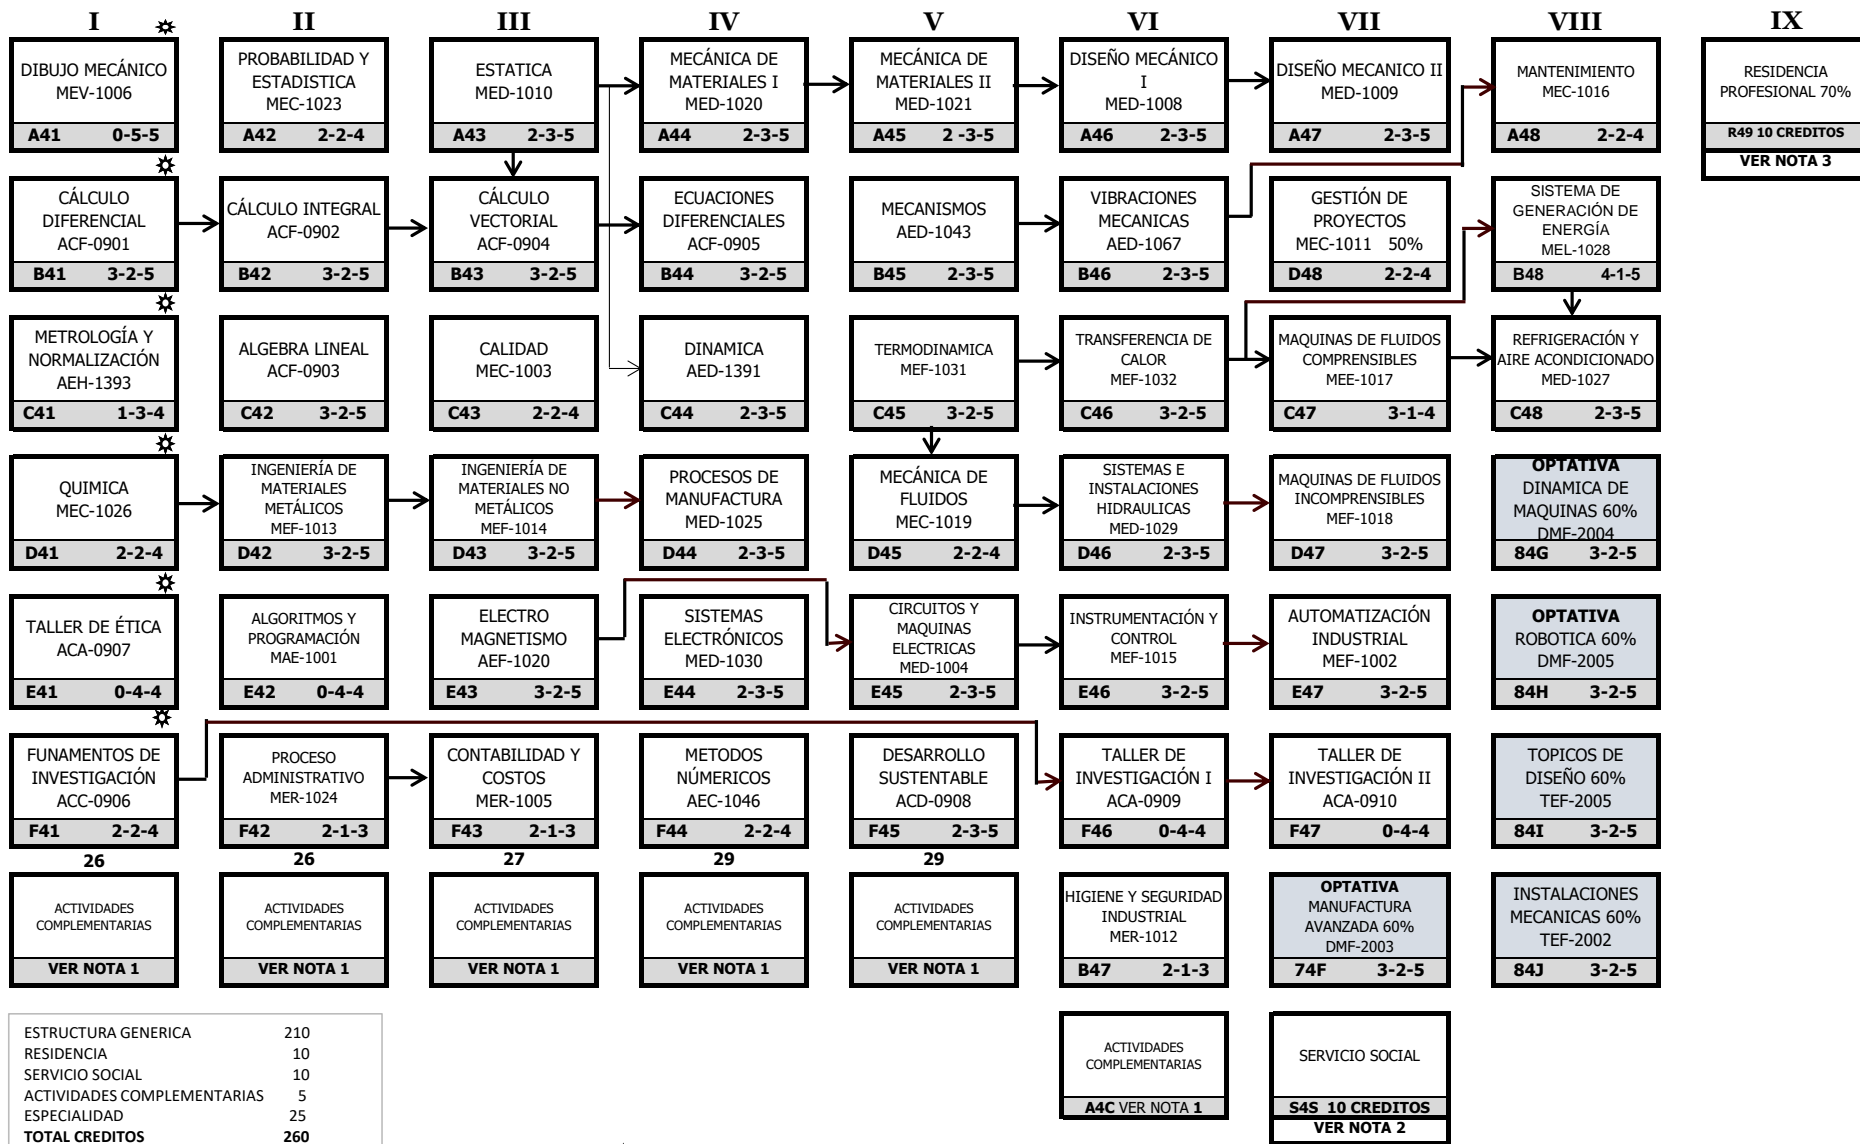 I II III IV V VI VII VIII IX
DIBUJO MECÁNICO
MEV-1006
A41 0-5-5
PROBABILIDAD Y
ESTADISTICA
MEC-1023
A42 2-2-4
ESTATICA
MED-1010
A43 2-3-5
MECÁNICA DE
MATERIALES I
MED-1020
A44 2-3-5
MECÁNICA DE
MATERIALES II
MED-1021
A45 2 -3-5
DISEÑO MECÁNICO
I
MED-1008
A46 2-3-5
DISEÑO MECANICO II
MED-1009
A47 2-3-5
MANTENIMIENTO
MEC-1016
A48 2-2-4
RESIDENCIA
PROFESIONAL 70%
R49 10 CREDITOS
VER NOTA 3
CÁLCULO
DIFERENCIAL
ACF-0901
B41 3-2-5
CÁLCULO INTEGRAL
ACF-0902
B42 3-2-5
CÁLCULO
VECTORIAL
ACF-0904
B43 3-2-5
ECUACIONES
DIFERENCIALES
ACF-0905
B44 3-2-5
MECANISMOS
AED-1043
B45 2-3-5
VIBRACIONES
MECANICAS
AED-1067
B46 2-3-5
GESTIÓN DE
PROYECTOS
MEC-1011 50%
D48 2-2-4
SISTEMA DE
GENERACIÓN DE
ENERGÍA
MEL-1028
B48 4-1-5
METROLOGÍA Y
NORMALIZACIÓN
AEH-1393
C41 1-3-4
ALGEBRA LINEAL
ACF-0903
C42 3-2-5
CALIDAD
MEC-1003
C43 2-2-4
DINAMICA
AED-1391
C44 2-3-5
TERMODINAMICA
MEF-1031
C45 3-2-5
TRANSFERENCIA DE
CALOR
MEF-1032
C46 3-2-5
MAQUINAS DE FLUIDOS
COMPRENSIBLES
MEE-1017
C47 3-1-4
REFRIGERACIÓN Y
AIRE ACONDICIONADO
MED-1027
C48 2-3-5
QUIMICA
MEC-1026
D41 2-2-4
INGENIERÍA DE
MATERIALES
METÁLICOS
MEF-1013
D42 3-2-5
INGENIERÍA DE
MATERIALES NO
METÁLICOS
MEF-1014
D43 3-2-5
PROCESOS DE
MANUFACTURA
MED-1025
D44 2-3-5
MECÁNICA DE
FLUIDOS
MEC-1019
D45 2-2-4
SISTEMAS E
INSTALACIONES
HIDRAULICAS
MED-1029
D46 2-3-5
MAQUINAS DE FLUIDOS
INCOMPRENSIBLES
MEF-1018
D47 3-2-5
OPTATIVA
DINAMICA DE
MAQUINAS 60%
DMF-2004
84G 3-2-5
TALLER DE ÉTICA
ACA-0907
E41 0-4-4
ALGORITMOS Y
PROGRAMACIÓN
MAE-1001
E42 0-4-4
ELECTRO
MAGNETISMO
AEF-1020
E43 3-2-5
SISTEMAS
ELECTRÓNICOS
MED-1030
E44 2-3-5
CIRCUITOS Y
MAQUINAS
ELECTRICAS
MED-1004
E45 2-3-5
INSTRUMENTACIÓN Y
CONTROL
MEF-1015
E46 3-2-5
AUTOMATIZACIÓN
INDUSTRIAL
MEF-1002
E47 3-2-5
OPTATIVA
ROBOTICA 60%
DMF-2005
84H 3-2-5
FUNAMENTOS DE
INVESTIGACIÓN
ACC-0906
F41 2-2-4
PROCESO
ADMINISTRATIVO
MER-1024
F42 2-1-3
CONTABILIDAD Y
COSTOS
MER-1005
F43 2-1-3
METODOS
NÚMERICOS
AEC-1046
F44 2-2-4
DESARROLLO
SUSTENTABLE
ACD-0908
F45 2-3-5
TALLER DE
INVESTIGACIÓN I
ACA-0909
F46 0-4-4
TALLER DE
INVESTIGACIÓN II
ACA-0910
F47 0-4-4
TOPICOS DE
DISEÑO 60%
TEF-2005
84I 3-2-5
26 26 27 29 29
ACTIVIDADES
COMPLEMENTARIAS
VER NOTA 1
ACTIVIDADES
COMPLEMENTARIAS
VER NOTA 1
ACTIVIDADES
COMPLEMENTARIAS
VER NOTA 1
ACTIVIDADES
COMPLEMENTARIAS
VER NOTA 1
ACTIVIDADES
COMPLEMENTARIAS
VER NOTA 1
HIGIENE Y SEGURIDAD
INDUSTRIAL
MER-1012
B47 2-1-3
OPTATIVA
MANUFACTURA
AVANZADA 60%
DMF-2003
74F 3-2-5
INSTALACIONES
MECANICAS 60%
TEF-2002
84J 3-2-5
ESTRUCTURA GENERICA 210
RESIDENCIA 10
SERVICIO SOCIAL 10
ACTIVIDADES COMPLEMENTARIAS 5
ESPECIALIDAD 25
TOTAL CREDITOS 260
ACTIVIDADES
COMPLEMENTARIAS
A4C VER NOTA 1
SERVICIO SOCIAL
S4S 10 CREDITOS
VER NOTA 2